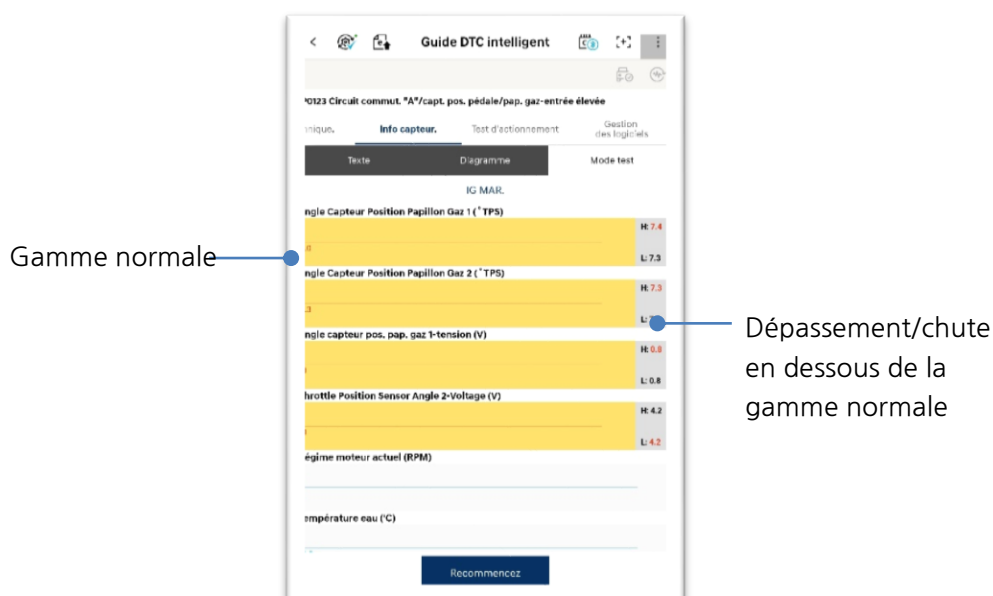 Guide DTC intelligent
P0123 Circuit commut. "A"/capt. pos. pédale/pap. gaz-entrée élevée
Info capteur.
Test d'actionnement
Gestion
des logiciels
Texte
Diagramme
Mode test
IG MAR.
ngle Capteur Position Papillon Gaz 1 (˚TPS)
H: 7.4
L: 7.3
Gamme normale
ngle Capteur Position Papillon Gaz 2 (˚TPS)
H: 7.3
L: 7
Dépassement/chute
en dessous de la
gamme normale
ngle capteur pos. pap. gaz 1-tension (V)
H: 0.8
L: 0.8
hrottle Position Sensor Angle 2-Voltage (V)
H: 4.2
L: 4.2
égime moteur actuel (RPM)
empérature eau (˚C)
Recommencez